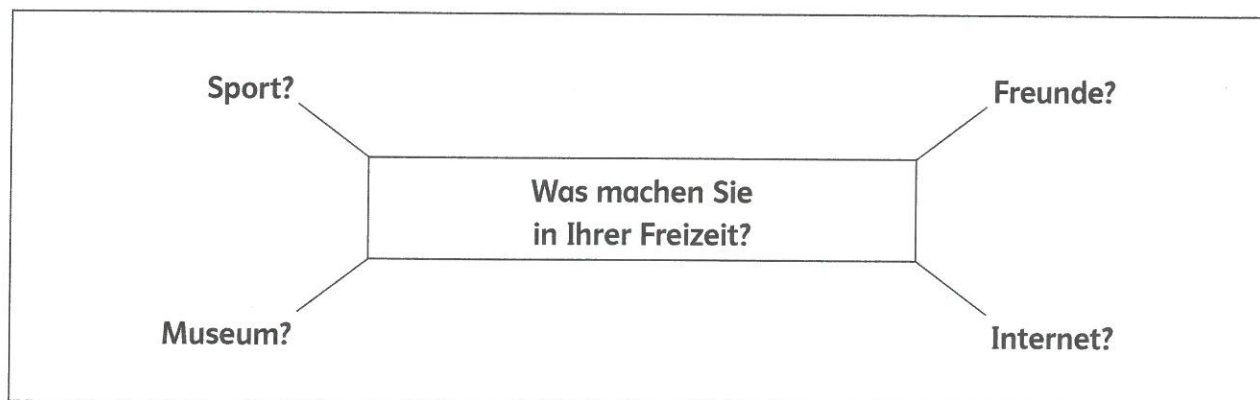 Sport?
Freunde?
Was machen Sie
in Ihrer Freizeit?
Museum?
Internet?